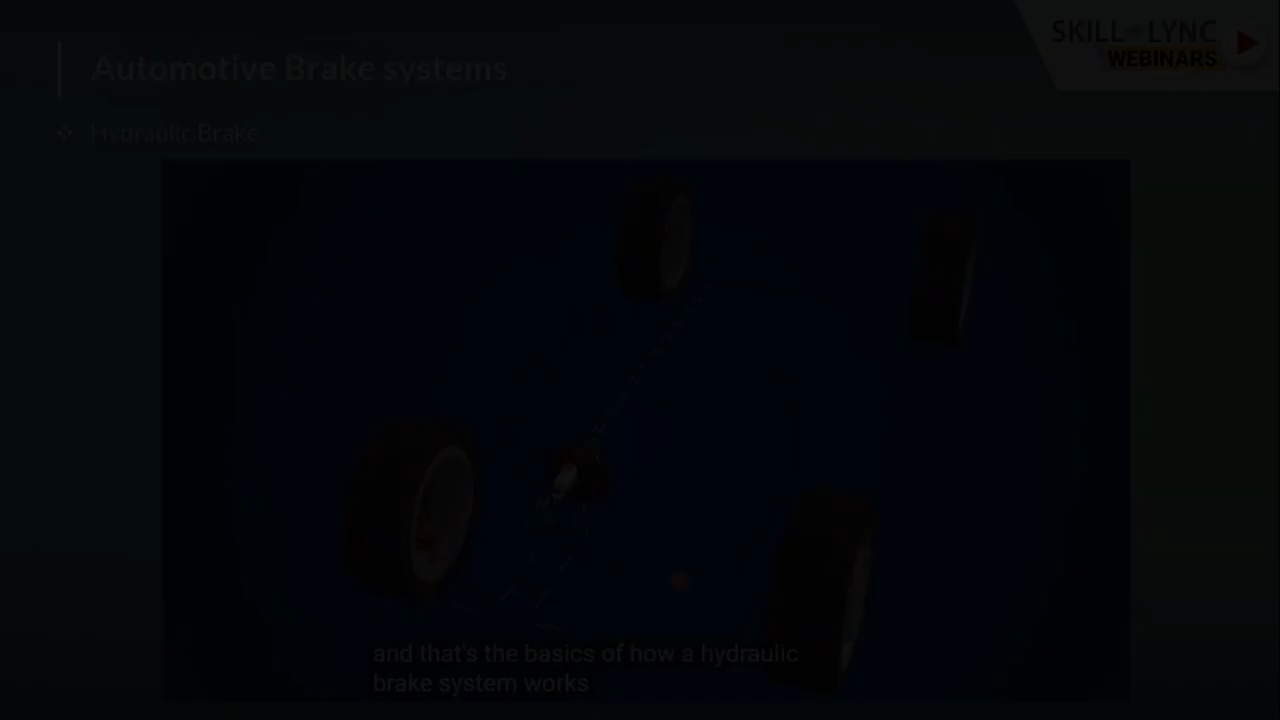 SKILL LYNC
WEBINARS
Automotive Brake systems
Hydraulic Brake
and that's the basics of how a hydraulic
brake system works